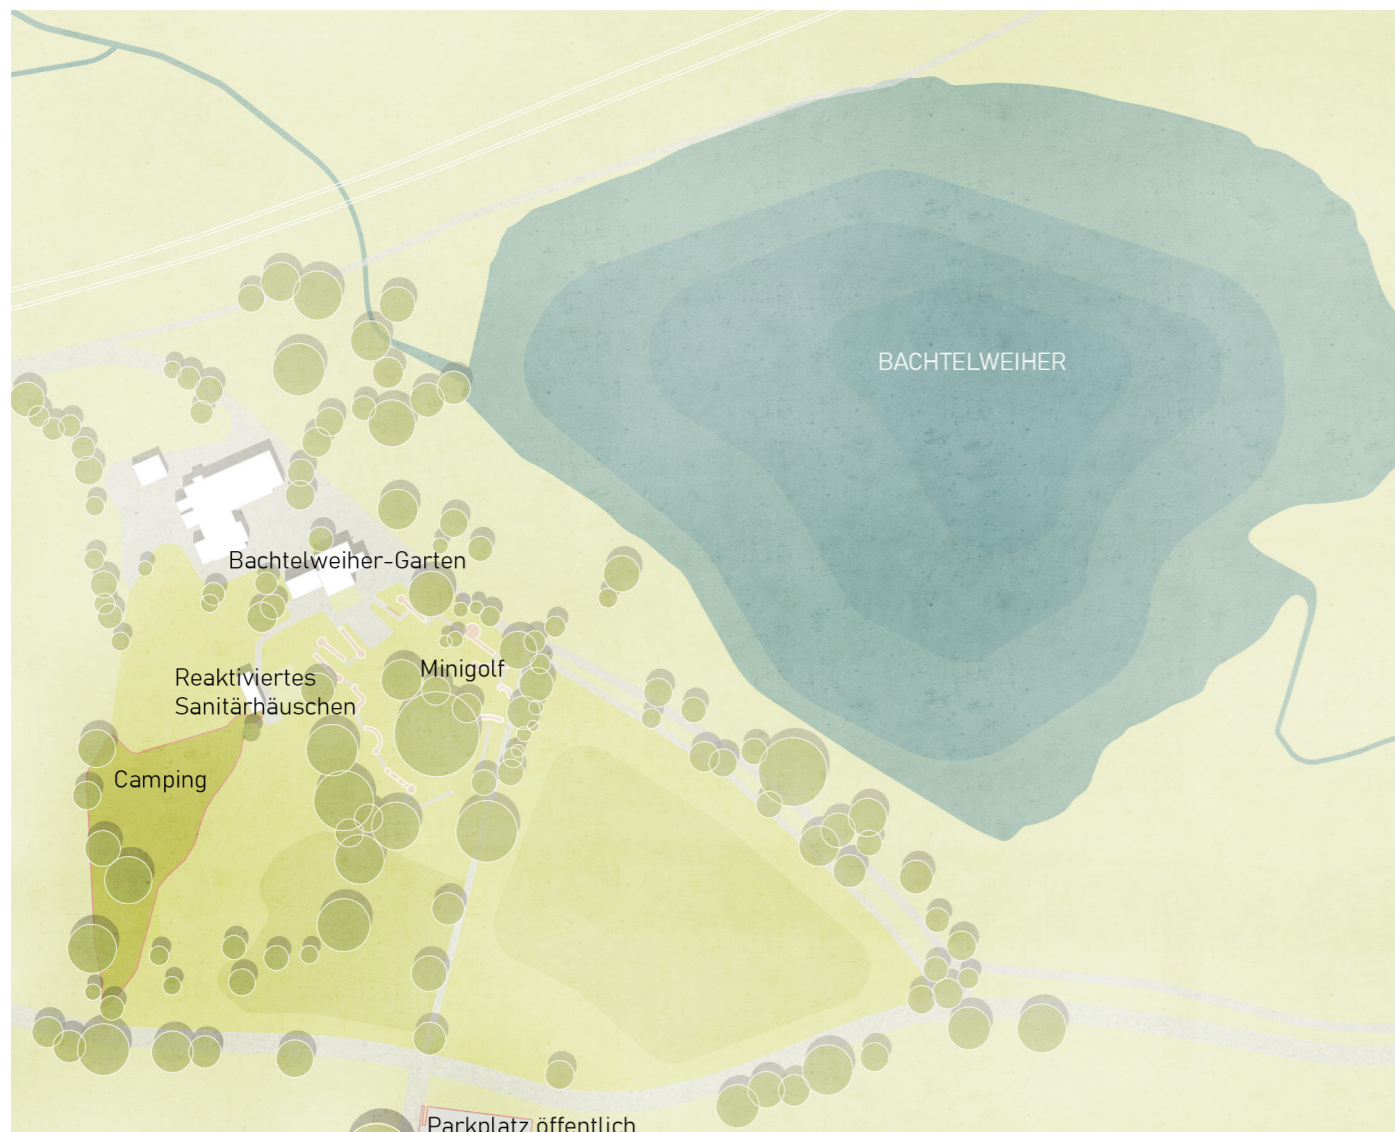 BACHTELWEIHER
Bachtelweiher-Garten
Reaktiviertes
Sanitärhäuschen
Minigolf
Camping
Parkplatz öffentlich